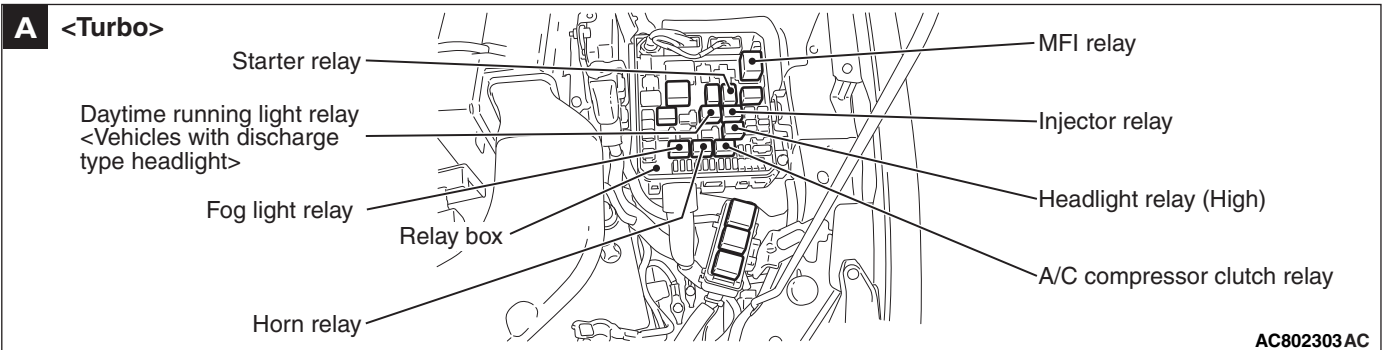 A <Turbo>
Starter relay
Daytime running light relay
<Vehicles with discharge
type headlight>
Fog light relay
Relay box
Horn relay
MFI relay
Injector relay
Headlight relay (High)
A/C compressor clutch relay
AC802303AC